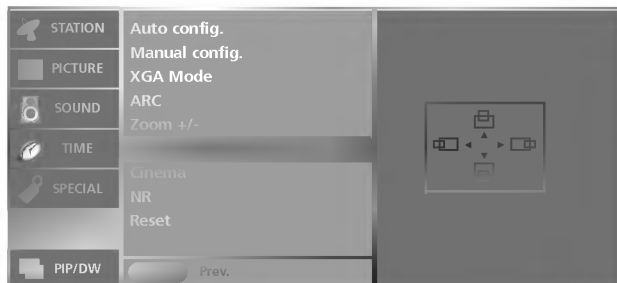 STATION
PICTURE
SOUND
TIME
SPECIAL
PIP/DW
Auto config.
Manual config.
XGA Mode
ARC
Zoom +/-
Cinema
NR
Reset
Prev.